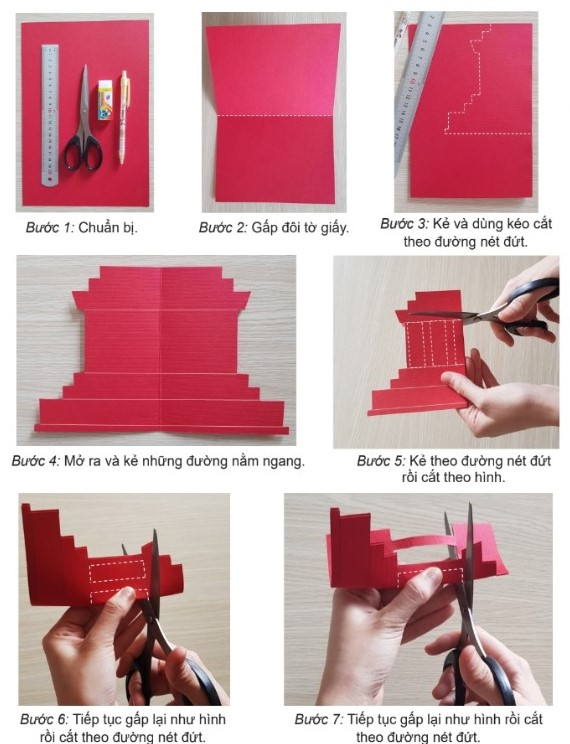 Bước 1: Chuẩn bị.
Bước 2: Gấp đôi tờ giấy.
Bước 3: Kẻ và dùng kéo cắt
theo đường nét đứt.
Bước 4: Mở ra và kẻ những đường nằm ngang.
Bước 5: Kẻ theo đường nét đứt
rồi cắt theo hình.
Bước 6: Tiếp tục gấp lại như hình
rồi cắt theo đường nét đứt.
Bước 7: Tiếp tục gấp lại như hình rồi cắt
theo đường nét đứt.